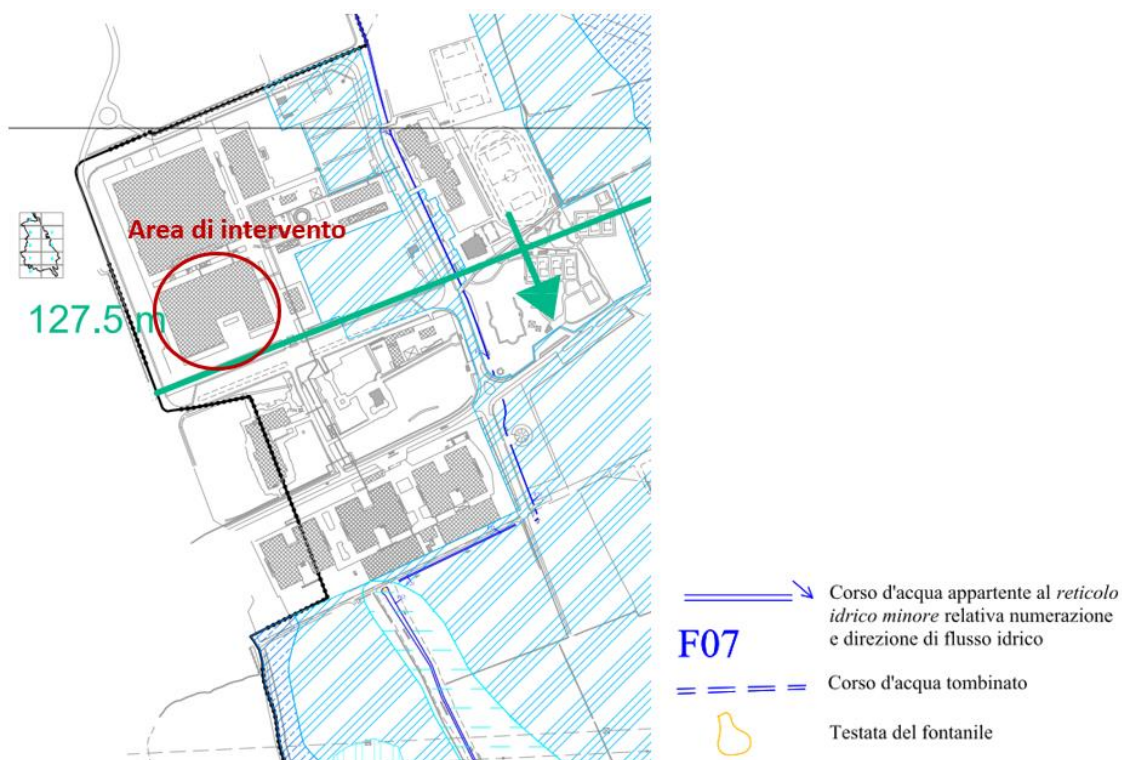 Area di intervento
127.5 m
Corso d'acqua appartente al reticolo
idrico minore relativa numerazione
e direzione di flusso idrico
F07
Corso d'acqua tombinato
Testata del fontanile